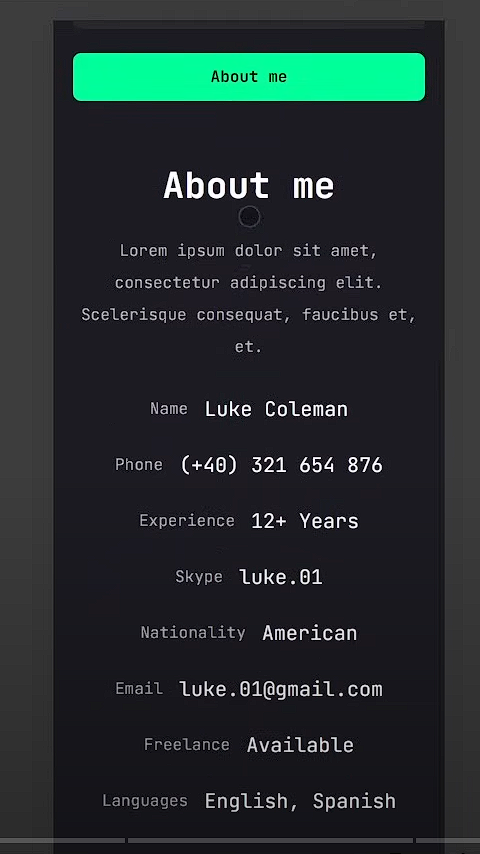 About me
About me
Lorem ipsum dolor sit amet,
consectetur adipiscing elit.
Scelerisque consequat, faucibus et,
et.
Name Luke Coleman
Phone (+40) 321 654 876
Experience 12+ Years
Skype luke.01
Nationality American
Email luke.01@gmail.com
Freelance Available
Languages English, Spanish